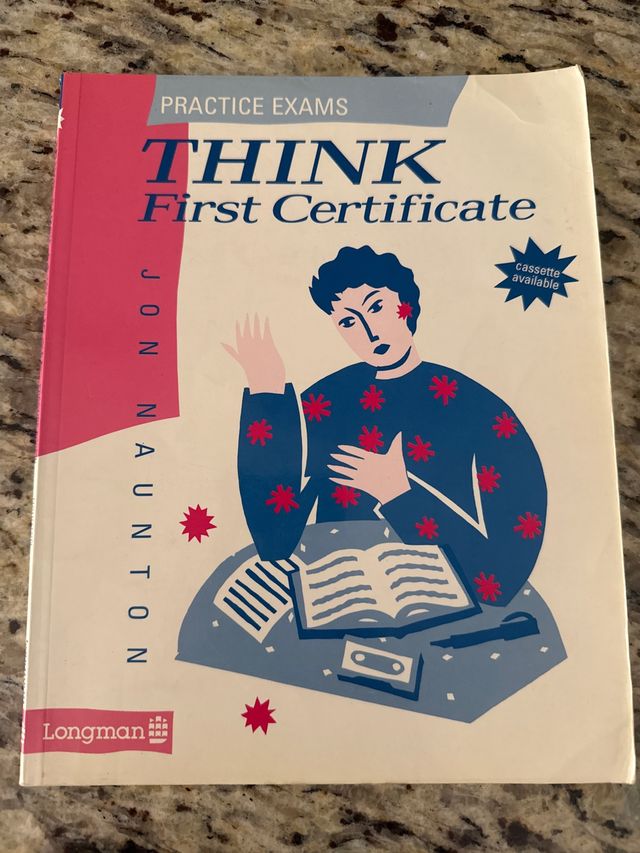 PRACTICE EXAMS
THINK
First Certificate
cassette
available
JON NAUNTON
Longman